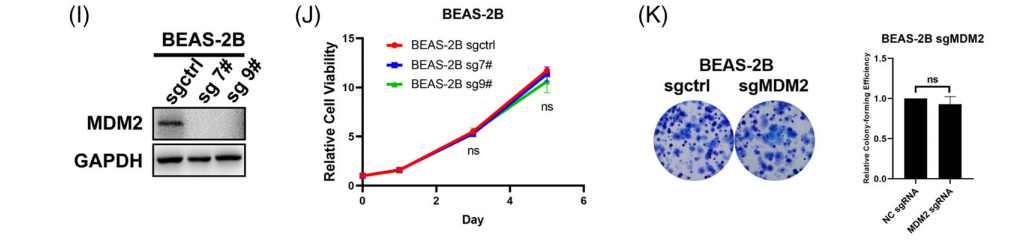 (I)
BEAS-2B
sgctrl
sg 7#
sg 9#
MDM2
GAPDH
(J)
BEAS-2B
Relative Cell Viability
15
10
5
0
BEAS-2B sgctrl
BEAS-2B sg7#
BEAS-2B sg9#
ns
ns
0 2 4 6
Day
(K)
BEAS-2B
sgctrl sgMDM2
BEAS-2B sgMDM2
Relative Colony-forming Efficiency
1.5
1.0
0.5
0.0
ns
NC sgRNA
MDM2 sgRNA